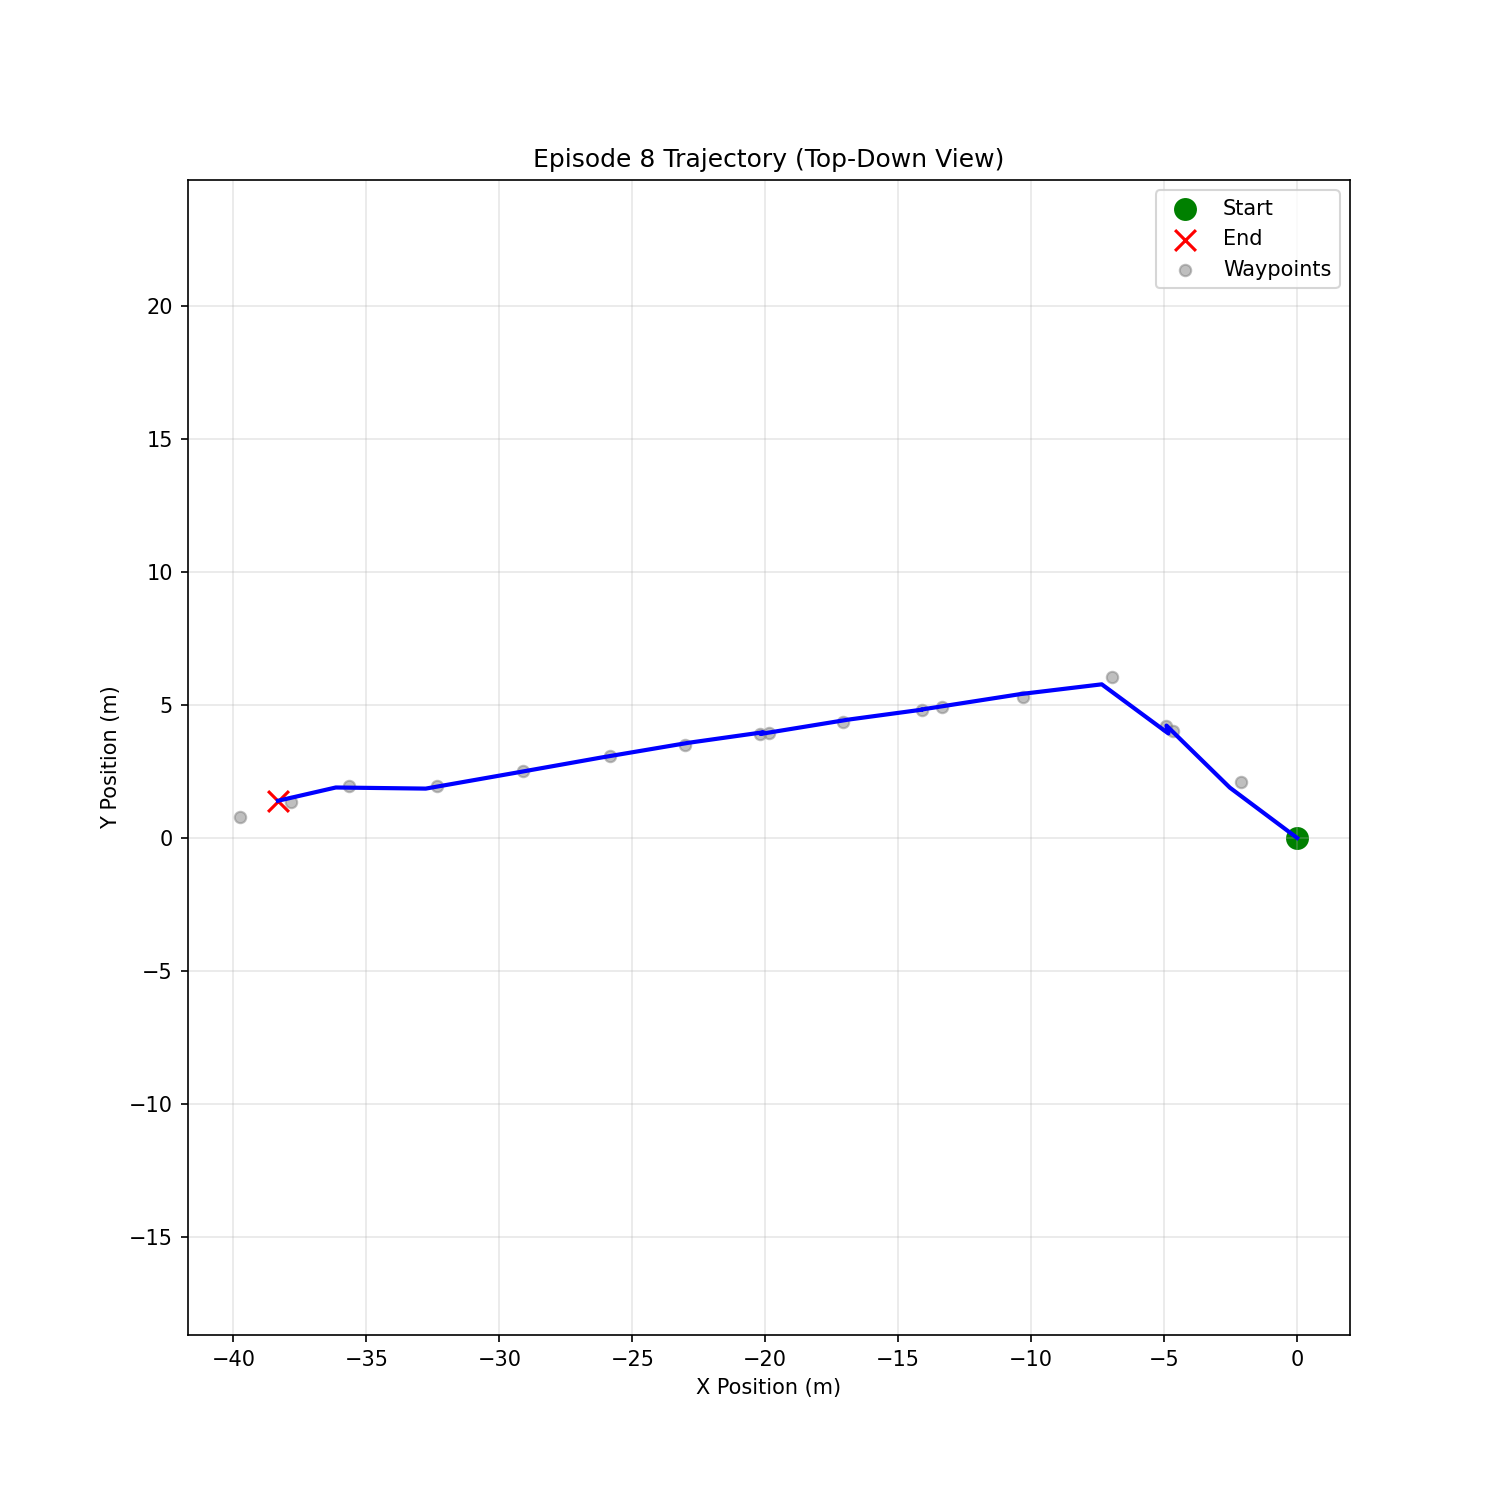 Episode 8 Trajectory (Top-Down View)
Start
End
Waypoints
Y Position (m)
20
15
10
5
0
−5
−10
−15
−40 −35 −30 −25 −20 −15 −10 −5 0
X Position (m)